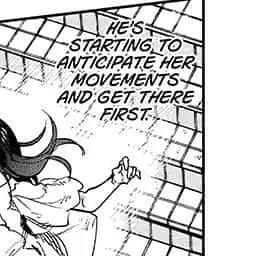 HE'S
STARTING TO
ANTICIPATE HER
MOVEMENTS
AND GET THERE
FIRST.